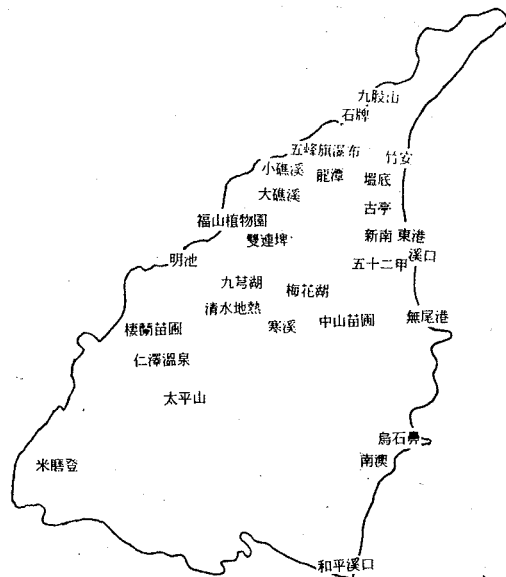 九股山
石牌
五峰旗瀑布
竹安
小礁溪
龍潭
塭底
大礁溪
古亭
福山植物園
雙連埤
新南 東港
溪口
明池
五十二甲
九芎湖
梅花湖
清水地熱
寒溪
中山苗圃
無尾港
棲蘭苗圃
仁澤溫泉
太平山
烏石鼻
南澳
米磨登
和平溪口